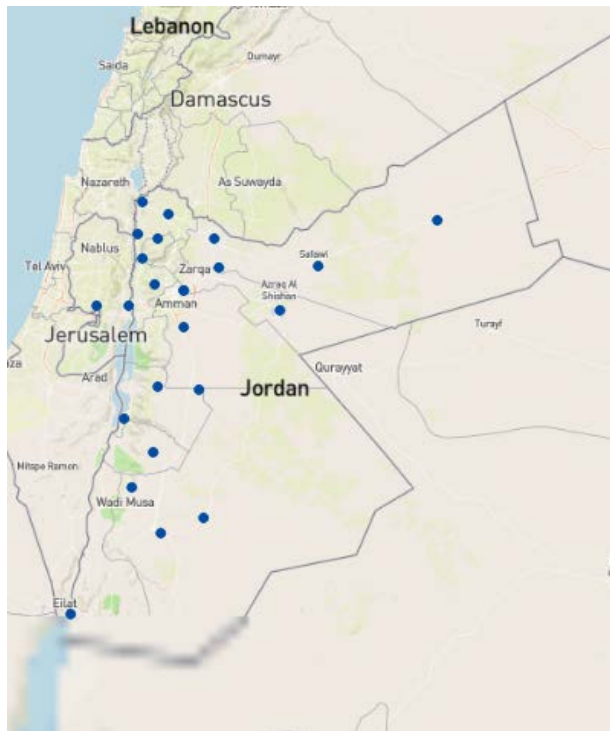 Lebanon
Saida
Dumayr
Damascus
Nazareth
As Suwayda
Nablus
Safawi
Tel Aviv
Zarqa
Azraq Al
Shishan
Amman
Jerusalem
Turayf
Qurayyat
Arad
Jordan
Mitspe Ramon
Wadi Musa
Eilat